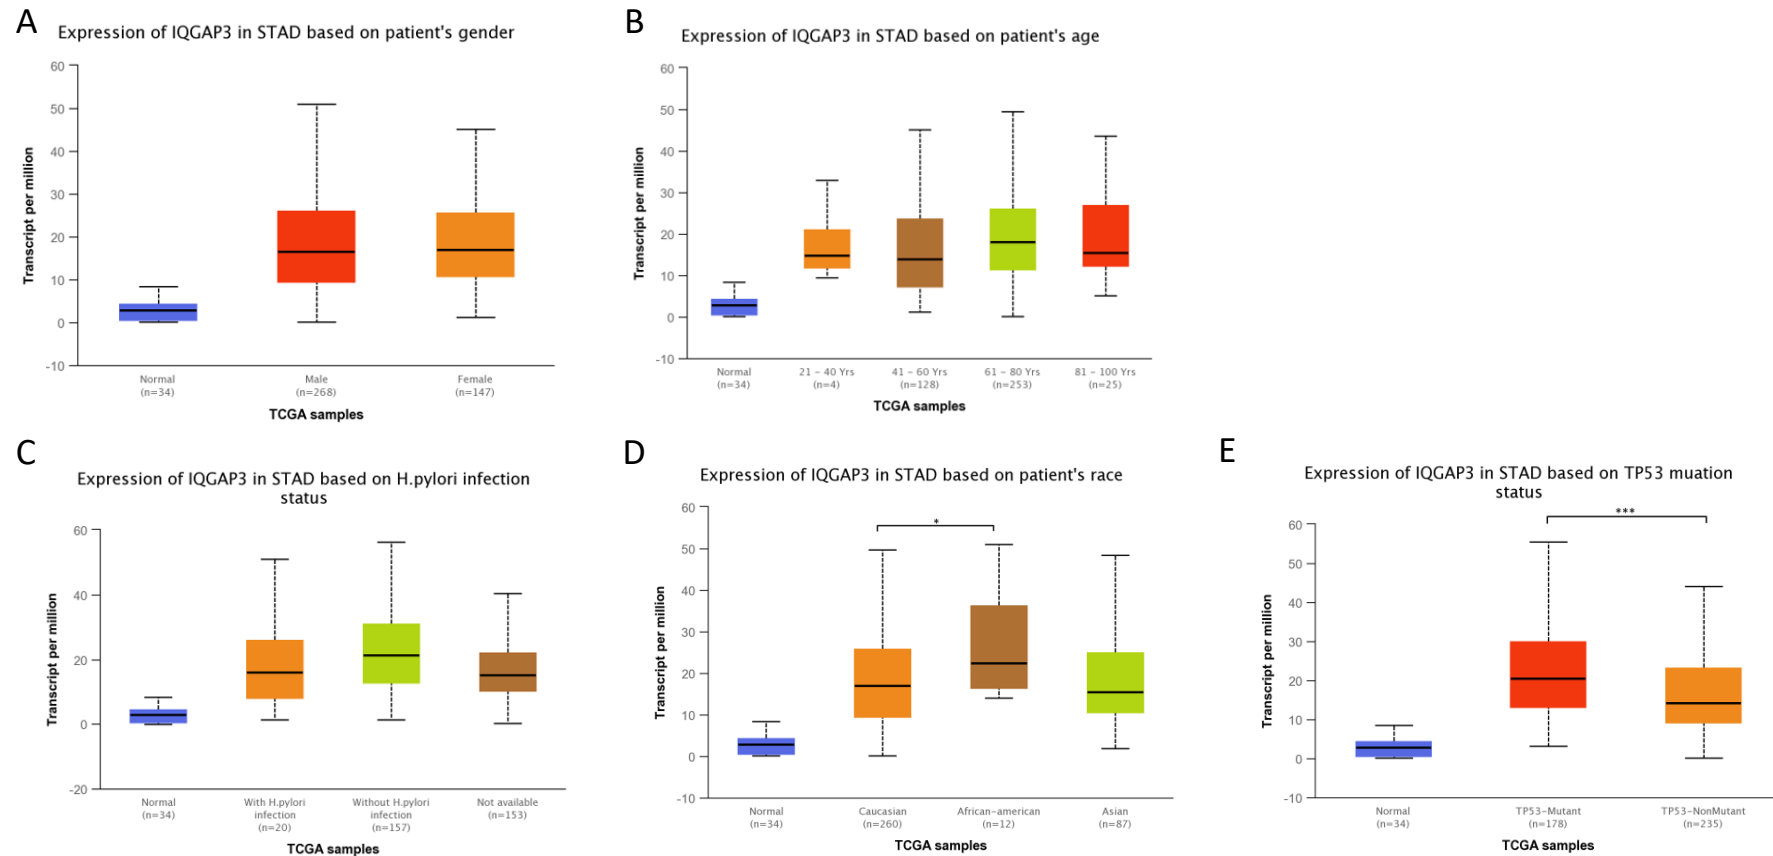 A
Expression of IQGAP3 in STAD based on patient's gender
60
50
40
30
20
10
0
-10
Transcript per million
Normal
(n=34)
Male
(n=268)
Female
(n=147)
TCGA samples
B
Expression of IQGAP3 in STAD based on patient's age
60
50
40
30
20
10
0
-10
Transcript per million
Normal
(n=34)
21 - 40 Yrs
(n=4)
41 - 60 Yrs
(n=128)
61 - 80 Yrs
(n=253)
81 - 100 Yrs
(n=25)
TCGA samples
C
Expression of IQGAP3 in STAD based on H.pylori infection
status
60
40
20
0
-20
Transcript per million
Normal
(n=34)
With H.pylori
infection
(n=20)
Without H.pylori
infection
(n=157)
Not available
(n=153)
TCGA samples
D
Expression of IQGAP3 in STAD based on patient's race
*
60
50
40
30
20
10
0
-10
Transcript per million
Normal
(n=34)
Caucasian
(n=260)
African-american
(n=12)
Asian
(n=87)
TCGA samples
E
Expression of IQGAP3 in STAD based on TP53 muation
status
***
60
50
40
30
20
10
0
-10
Transcript per million
Normal
(n=34)
TP53-Mutant
(n=178)
TP53-NonMutant
(n=235)
TCGA samples